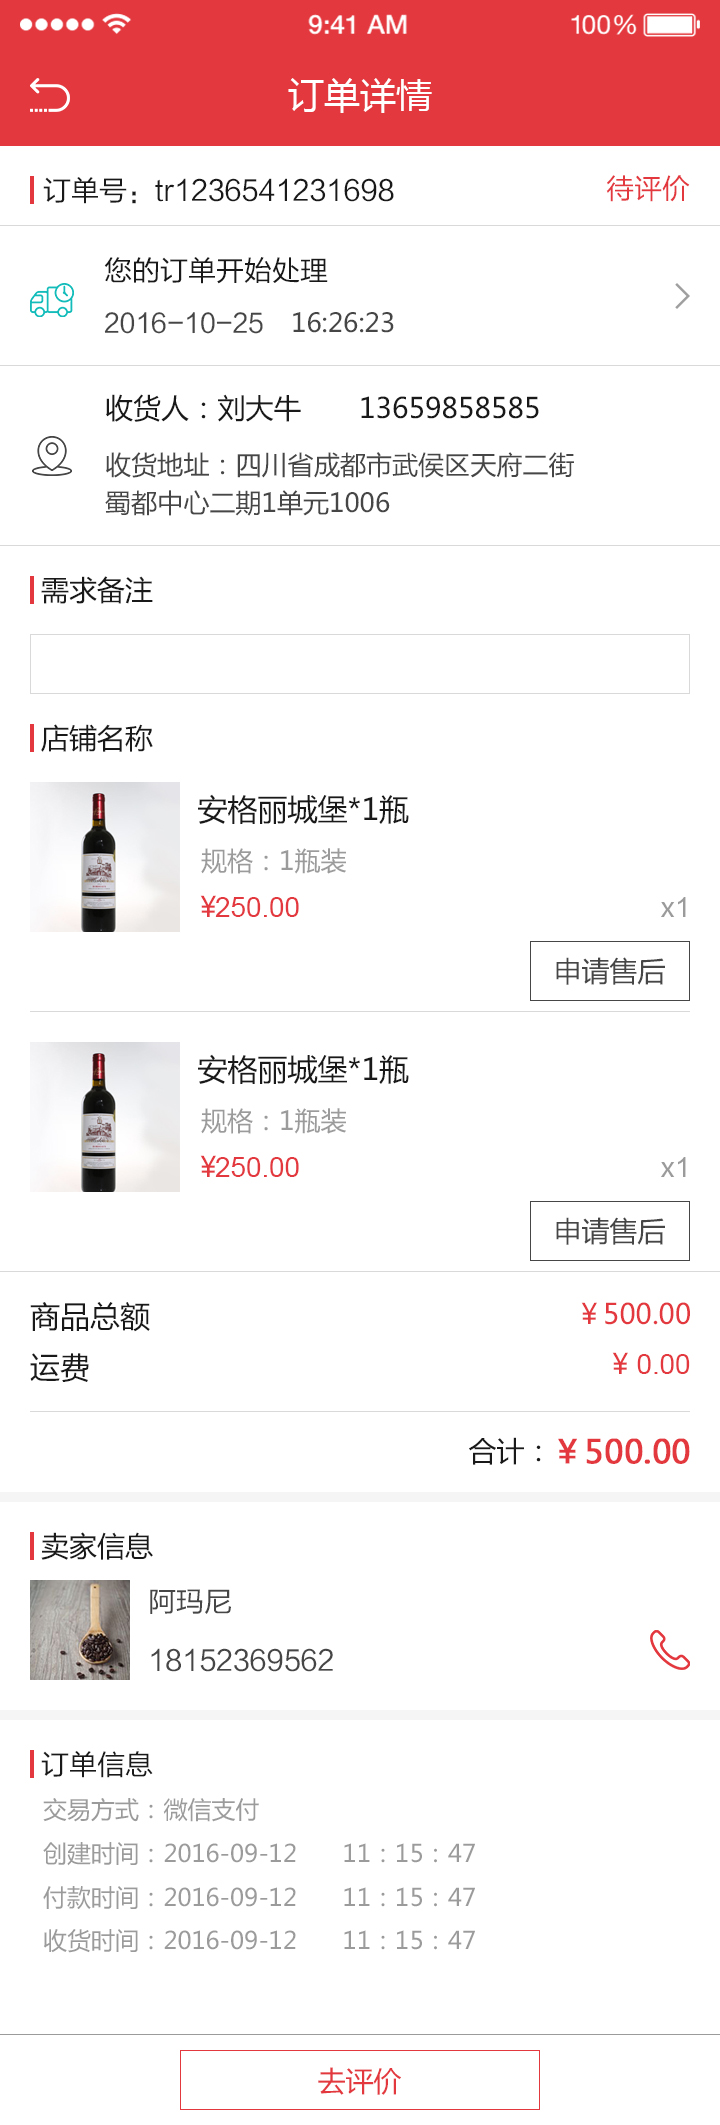 9:41 AM 100%
订单详情
订单号：tr1236541231698 待评价
您的订单开始处理
2016-10-25 16:26:23
收货人：刘大牛 13659858585
收货地址：四川省成都市武侯区天府二街
蜀都中心二期1单元1006
需求备注
店铺名称
安格丽城堡*1瓶
规格：1瓶装
¥250.00 x1
申请售后
安格丽城堡*1瓶
规格：1瓶装
¥250.00 x1
申请售后
商品总额 ¥ 500.00
运费 ¥ 0.00
合计：¥ 500.00
卖家信息
阿玛尼
18152369562
订单信息
交易方式：微信支付
创建时间：2016-09-12 11：15：47
付款时间：2016-09-12 11：15：47
收货时间：2016-09-12 11：15：47
去评价